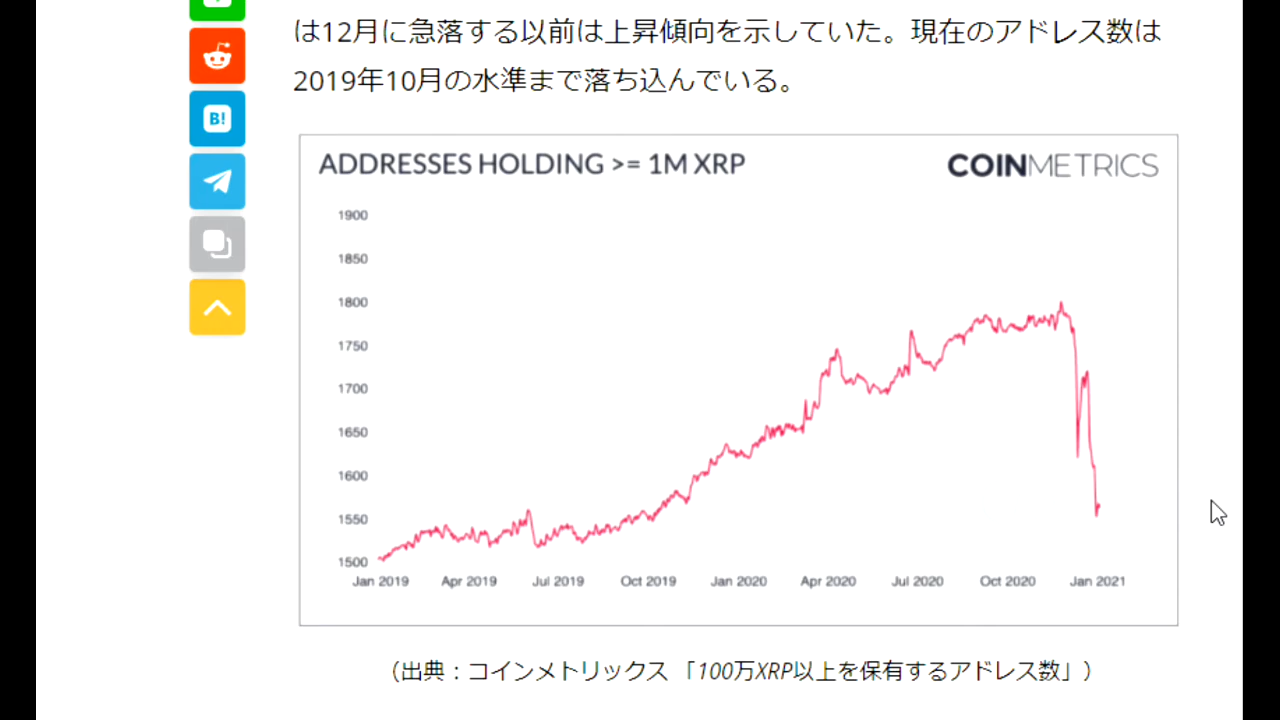 は12月に急落する以前は上昇傾向を示していた。現在のアドレス数は
2019年10月の水準まで落ち込んでいる。
B!
ADDRESSES HOLDING >= 1M XRP
COINMETRICS
1900
1850
1800
1750
1700
1650
1600
1550
1500
Jan 2019 Apr 2019 Jul 2019 Oct 2019 Jan 2020 Apr 2020 Jul 2020 Oct 2020 Jan 2021
（出典：コインメトリックス 「100万XRP以上を保有するアドレス数」）